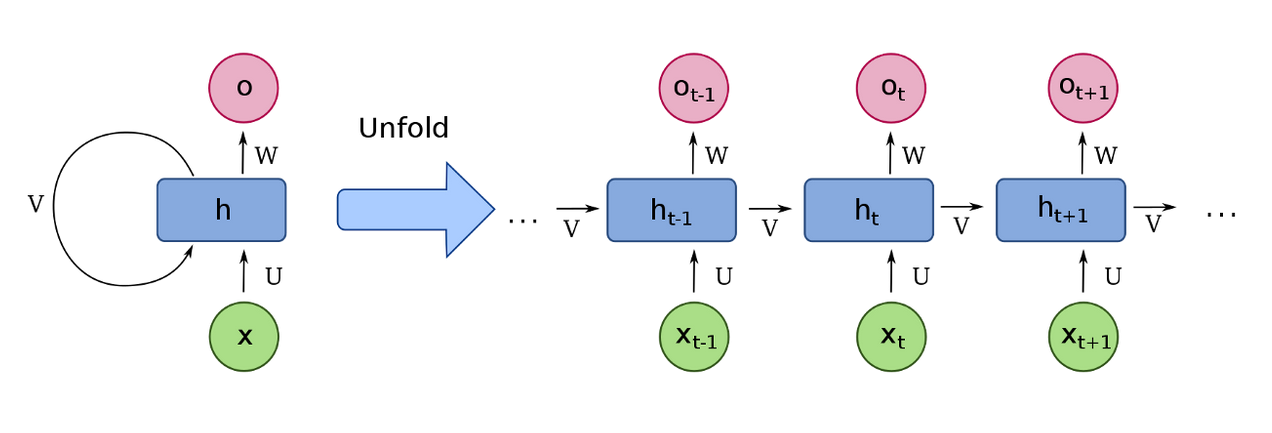 o
W
V
h
U
x
Unfold
...
V
o_{t-1}
W
h_{t-1}
U
x_{t-1}
V
o_t
W
h_t
U
x_t
V
o_{t+1}
W
h_{t+1}
U
x_{t+1}
V
...